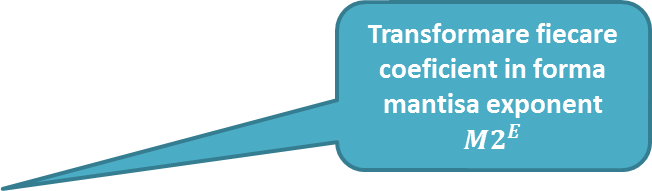 Transformare fiecare
coeficient in forma
mantisa exponent
$M2^E$